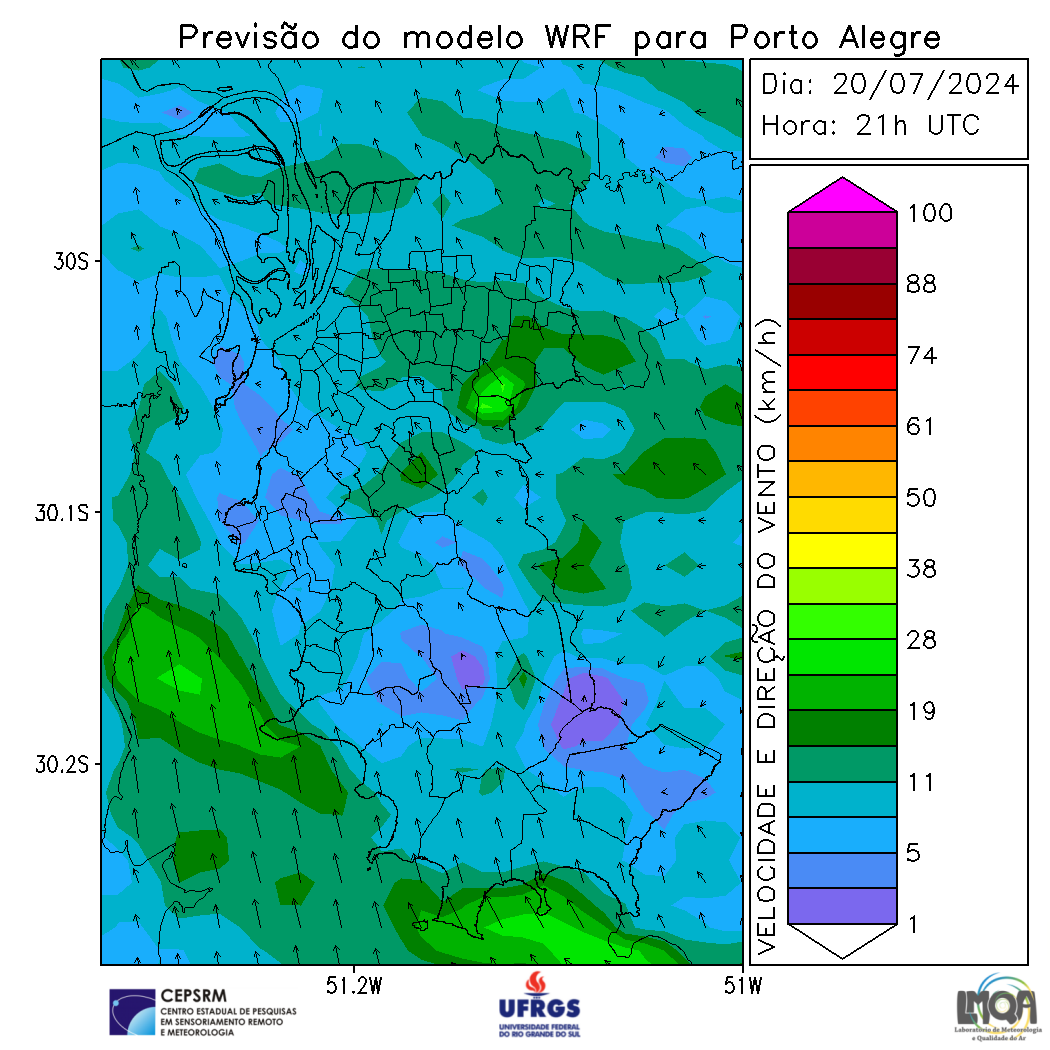 Previsão do modelo WRF para Porto Alegre
Dia: 20/07/2024
Hora: 21h UTC
100
88
74
61
50
38
28
19
11
5
1
VELOCIDADE E DIREÇÃO DO VENTO (km/h)
30S
30.1S
30.2S
51.2W
51W
CEPSRM
CENTRO ESTADUAL DE PESQUISAS
EM SENSORIAMENTO REMOTO
E METEOROLOGIA
UFRGS
UNIVERSIDADE FEDERAL
DO RIO GRANDE DO SUL
LMQA
Laboratório de Meteorologia
e Qualidade do Ar